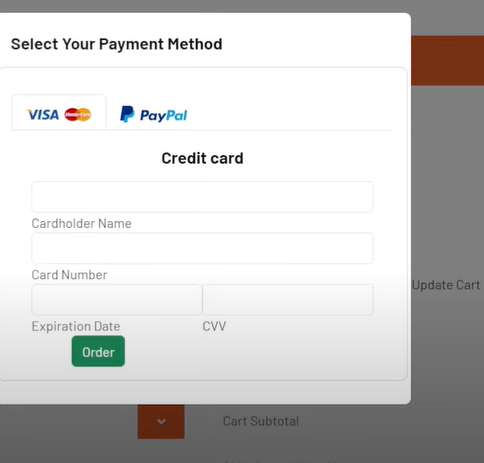 Select Your Payment Method
VISA MasterCard PayPal
Credit card
Cardholder Name
Card Number
Expiration Date CVV
Order
Update Cart
Cart Subtotal